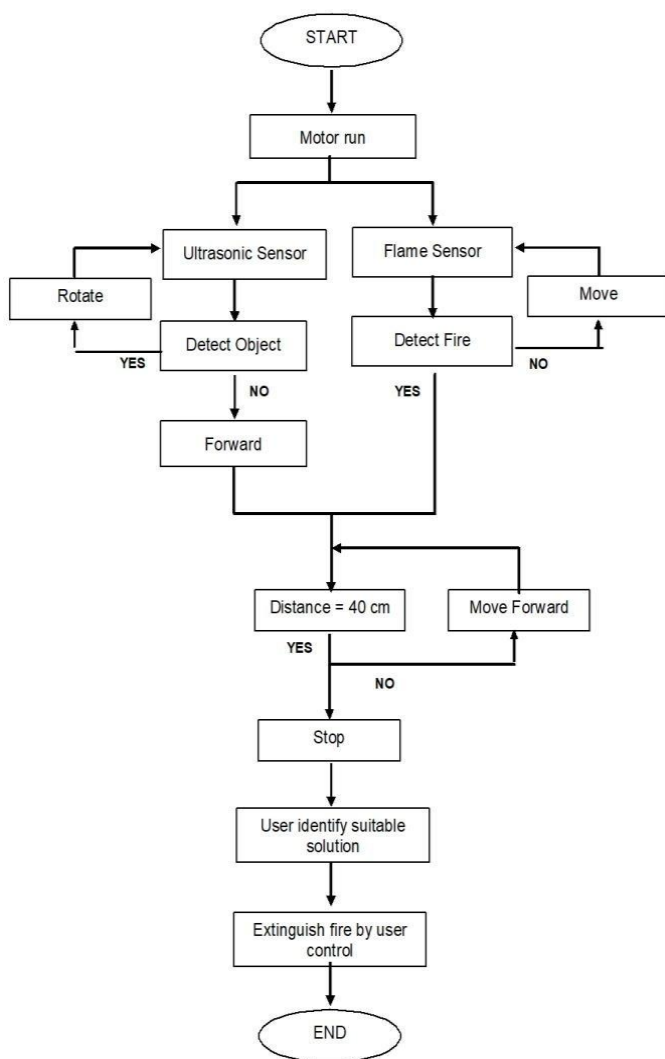 START
Motor run
Ultrasonic Sensor
Flame Sensor
Rotate
Move
Detect Object
Detect Fire
YES
NO
NO
YES
Forward
Distance = 40 cm
Move Forward
YES
NO
Stop
User identify suitable
solution
Extinguish fire by user
control
END